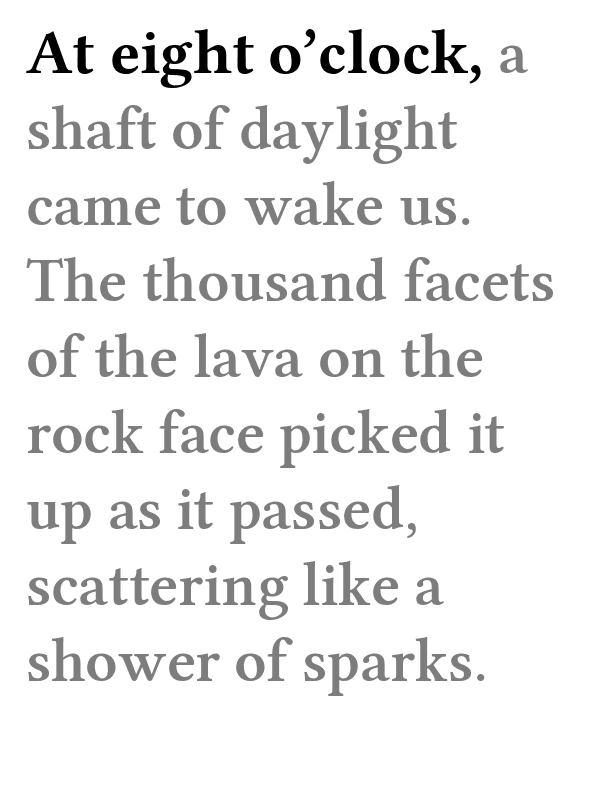 At eight o’clock, a
shaft of daylight
came to wake us.
The thousand facets
of the lava on the
rock face picked it
up as it passed,
scattering like a
shower of sparks.